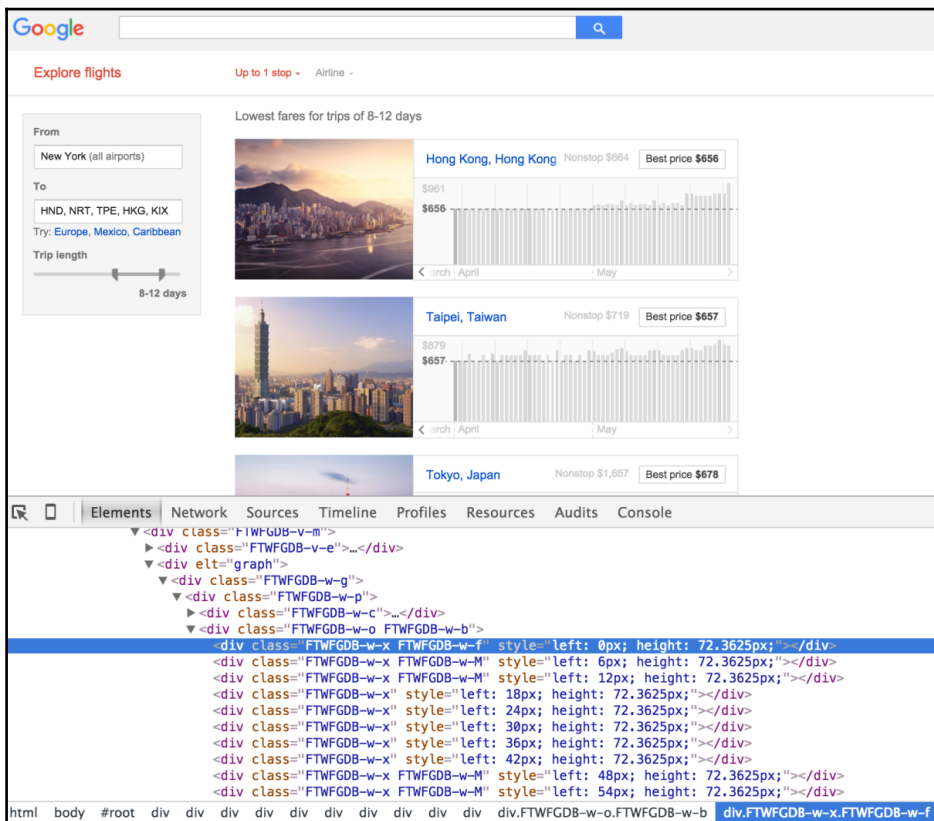 Google
Explore flights
Up to 1 stop
Airline
Lowest fares for trips of 8-12 days
From
New York (all airports)
To
HND, NRT, TPE, HKG, KIX
Try: Europe, Mexico, Caribbean
Trip length
8-12 days
Hong Kong, Hong Kong Nonstop $664 Best price $656
$961
$656
arch April May
Taipei, Taiwan Nonstop $719 Best price $657
$879
$657
arch April May
Tokyo, Japan Nonstop $1,657 Best price $678
Elements Network Sources Timeline Profiles Resources Audits Console
▼<div class="FTWFGDB-v-m">
▶<div class="FTWFGDB-v-e">…</div>
▼<div elt="graph">
▼<div class="FTWFGDB-w-g">
▼<div class="FTWFGDB-w-p">
▶<div class="FTWFGDB-w-c">…</div>
▼<div class="FTWFGDB-w-o FTWFGDB-w-b">
<div class="FTWFGDB-w-x FTWFGDB-w-f" style="left: 0px; height: 72.3625px;"></div>
<div class="FTWFGDB-w-x FTWFGDB-w-M" style="left: 6px; height: 72.3625px;"></div>
<div class="FTWFGDB-w-x FTWFGDB-w-M" style="left: 12px; height: 72.3625px;"></div>
<div class="FTWFGDB-w-x" style="left: 18px; height: 72.3625px;"></div>
<div class="FTWFGDB-w-x" style="left: 24px; height: 72.3625px;"></div>
<div class="FTWFGDB-w-x" style="left: 30px; height: 72.3625px;"></div>
<div class="FTWFGDB-w-x" style="left: 36px; height: 72.3625px;"></div>
<div class="FTWFGDB-w-x" style="left: 42px; height: 72.3625px;"></div>
<div class="FTWFGDB-w-x FTWFGDB-w-M" style="left: 48px; height: 72.3625px;"></div>
<div class="FTWFGDB-w-x FTWFGDB-w-M" style="left: 54px; height: 72.3625px;"></div>
html body #root div div div div div div div div div div div.FTWFGDB-w-o.FTWFGDB-w-b div.FTWFGDB-w-x.FTWFGDB-w-f